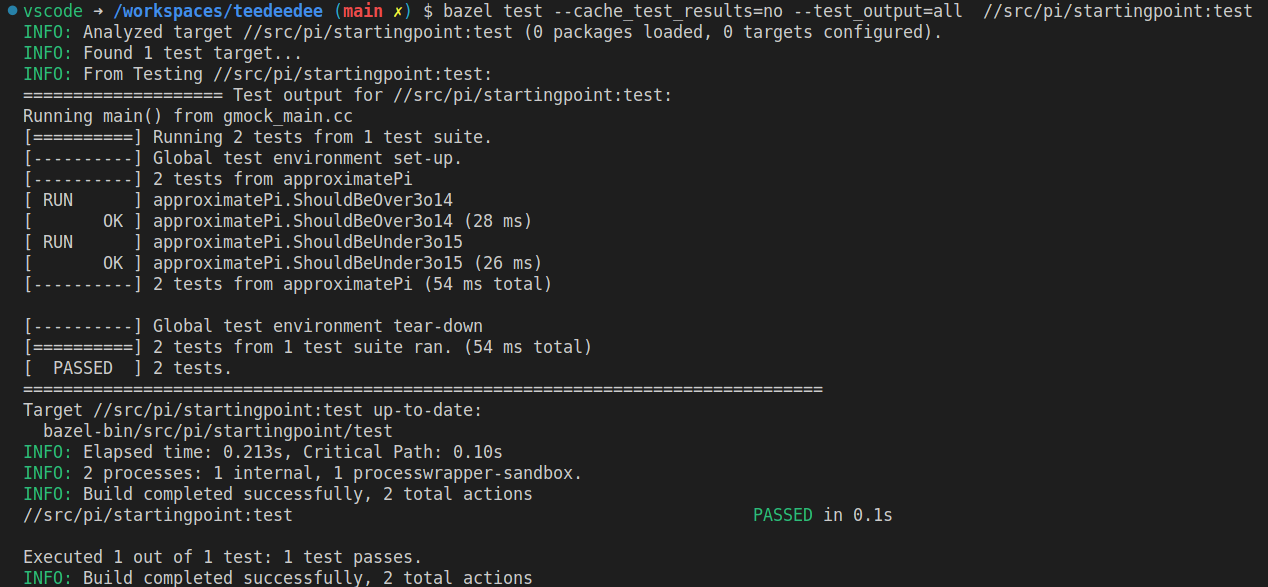 vscode → /workspaces/teedeedee (main ✗) $ bazel test --cache_test_results=no --test_output=all  //src/pi/startingpoint:test
INFO: Analyzed target //src/pi/startingpoint:test (0 packages loaded, 0 targets configured).
INFO: Found 1 test target...
INFO: From Testing //src/pi/startingpoint:test:
==================== Test output for //src/pi/startingpoint:test:
Running main() from gmock_main.cc
[==========] Running 2 tests from 1 test suite.
[----------] Global test environment set-up.
[----------] 2 tests from approximatePi
[ RUN      ] approximatePi.ShouldBeOver3o14
[       OK ] approximatePi.ShouldBeOver3o14 (28 ms)
[ RUN      ] approximatePi.ShouldBeUnder3o15
[       OK ] approximatePi.ShouldBeUnder3o15 (26 ms)
[----------] 2 tests from approximatePi (54 ms total)

[----------] Global test environment tear-down
[==========] 2 tests from 1 test suite ran. (54 ms total)
[  PASSED  ] 2 tests.
================================================================================
Target //src/pi/startingpoint:test up-to-date:
  bazel-bin/src/pi/startingpoint/test
INFO: Elapsed time: 0.213s, Critical Path: 0.10s
INFO: 2 processes: 1 internal, 1 processwrapper-sandbox.
INFO: Build completed successfully, 2 total actions
//src/pi/startingpoint:test                                              PASSED in 0.1s

Executed 1 out of 1 test: 1 test passes.
INFO: Build completed successfully, 2 total actions